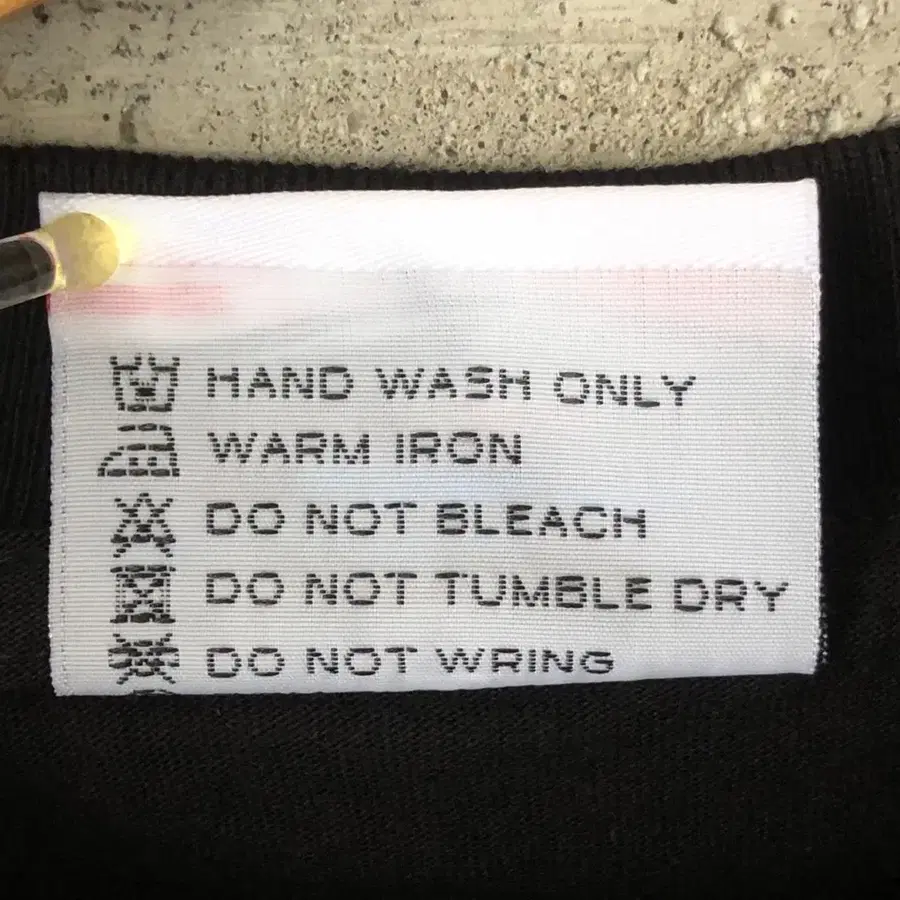 HAND WASH ONLY
WARM IRON
DO NOT BLEACH
DO NOT TUMBLE DRY
DO NOT WRING